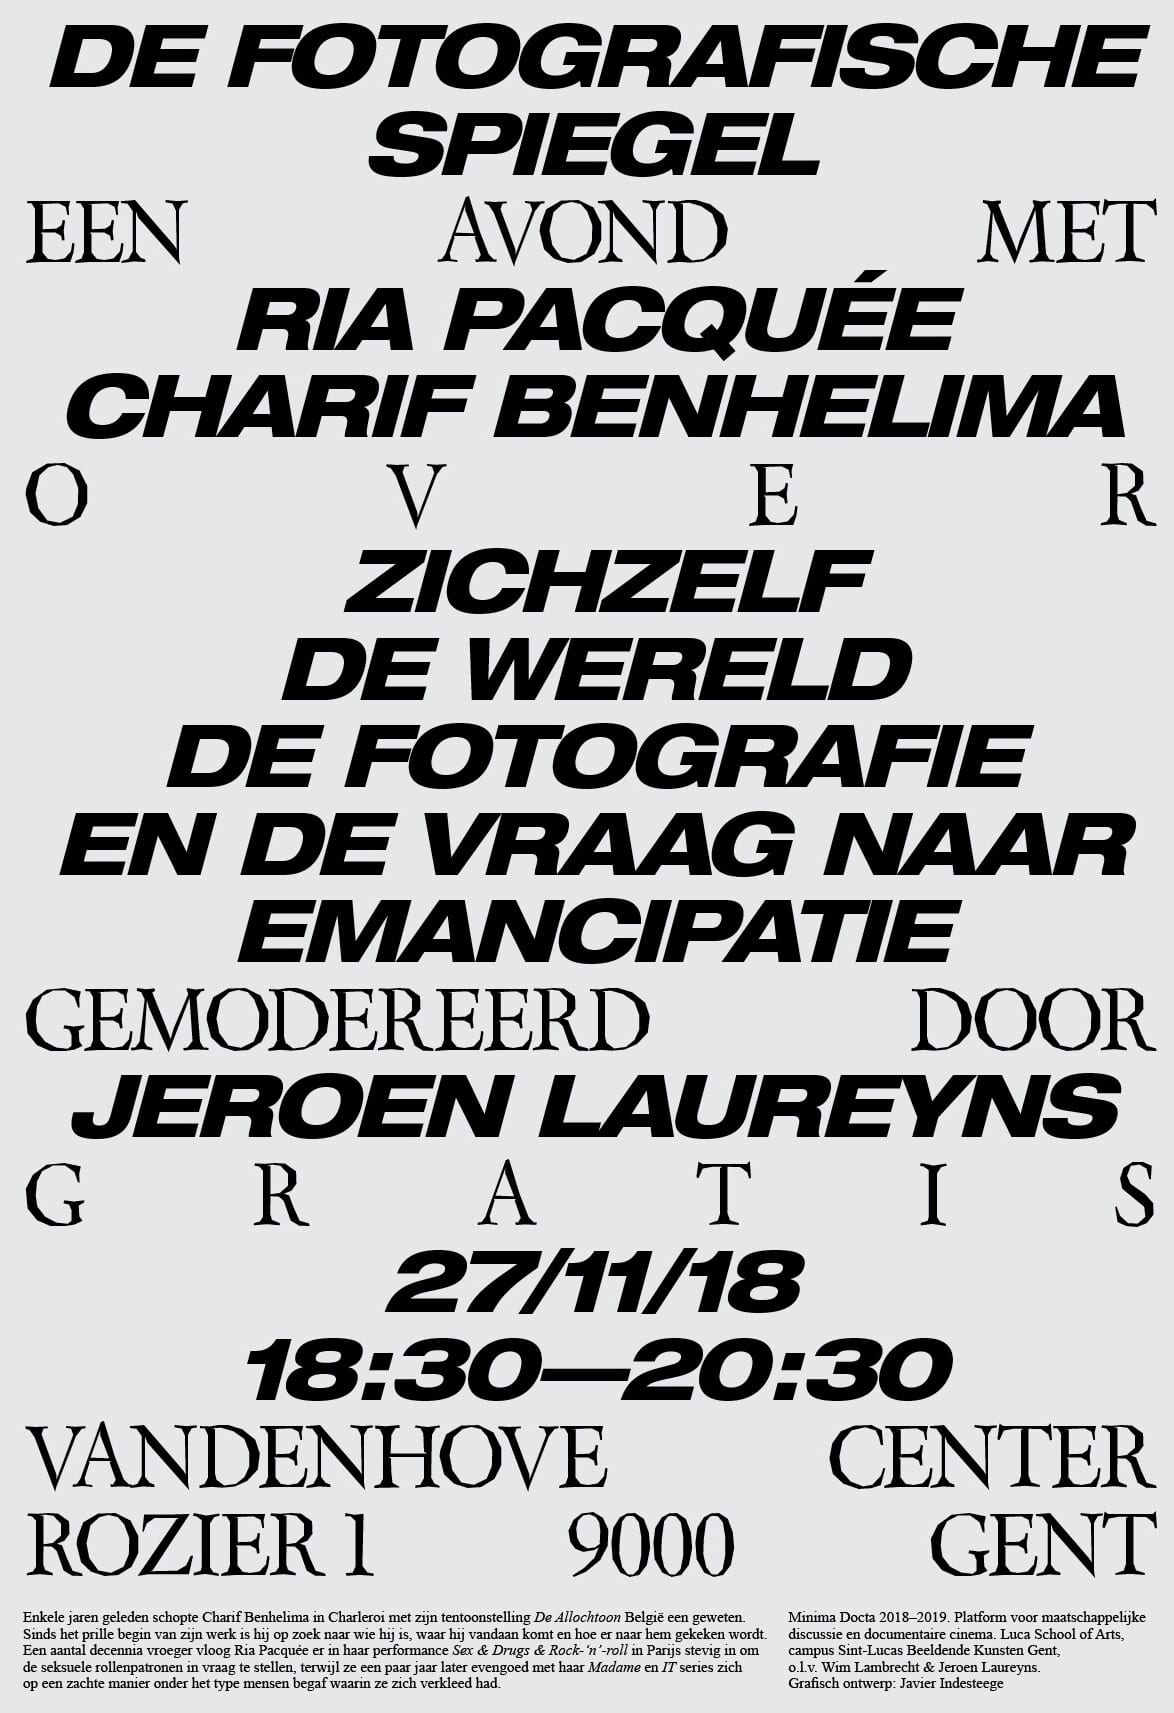 DE FOTOGRAFISCHE
SPIEGEL
EEN AVOND MET
RIA PACQUÉE
CHARIF BENHELIMA
OVER
ZICHZELF
DE WERELD
DE FOTOGRAFIE
EN DE VRAAG NAAR
EMANCIPATIE
GEMODEREERD DOOR
JEROEN LAUREYNS
GRATIS
27/11/18
18:30—20:30
VANDENHOVE CENTER
ROZIER 1 9000 GENT
Enkele jaren geleden schopte Charif Benhelima in Charleroi met zijn tentoonstelling De Allochtoon België een geweten.
Sinds het prille begin van zijn werk is hij op zoek naar wie hij is, waar hij vandaan komt en hoe er naar hem gekeken wordt.
Een aantal decennia vroeger vloog Ria Pacquée er in haar performance Sex & Drugs & Rock-‘n’-roll in Parijs stevig in om
de seksuele rollenpatronen in vraag te stellen, terwijl ze een paar jaar later evengoed met haar Madame en IT series zich
op een zachte manier onder het type mensen begaf waarin ze zich verkleed had.
Minima Docta 2018–2019. Platform voor maatschappelijke
discussie en documentaire cinema. Luca School of Arts,
campus Sint-Lucas Beeldende Kunsten Gent,
o.l.v. Wim Lambrecht & Jeroen Laureyns.
Grafisch ontwerp: Javier Indesteege